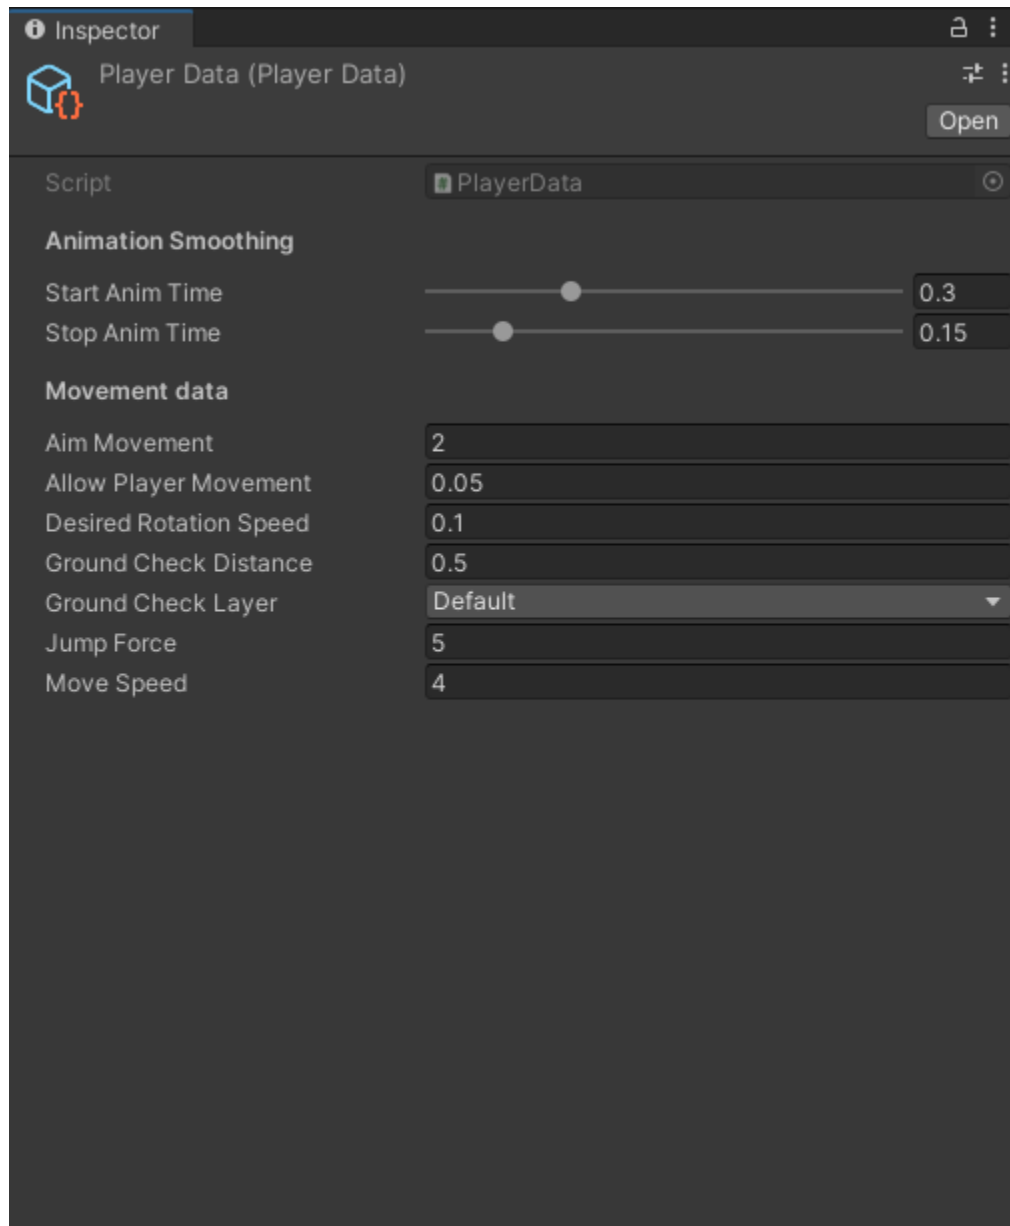 Inspector
Player Data (Player Data)
Open
Script PlayerData
Animation Smoothing
Start Anim Time 0.3
Stop Anim Time 0.15
Movement data
Aim Movement 2
Allow Player Movement 0.05
Desired Rotation Speed 0.1
Ground Check Distance 0.5
Ground Check Layer Default
Jump Force 5
Move Speed 4